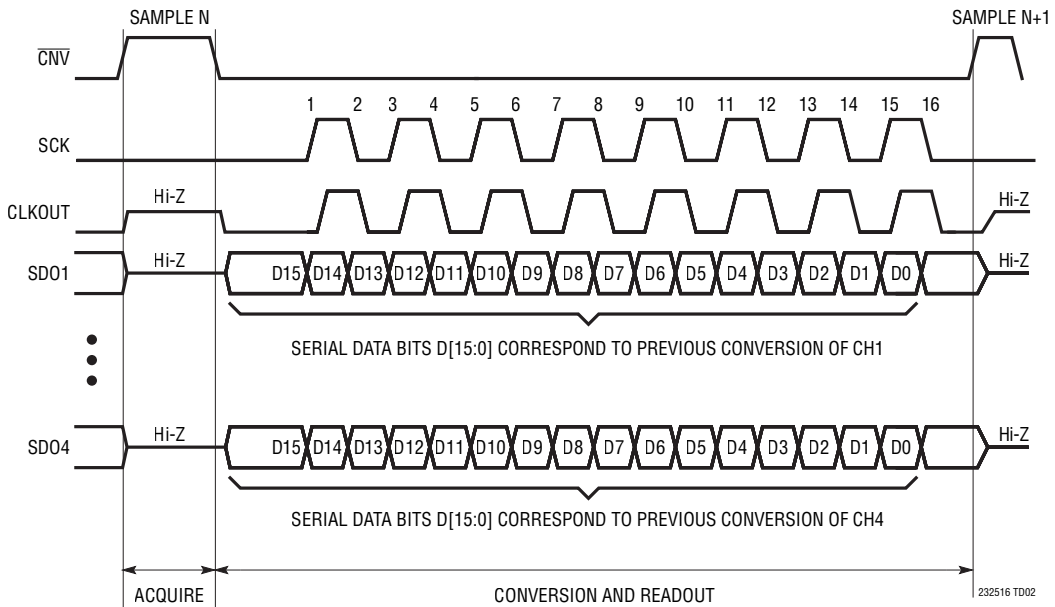 SAMPLE N SAMPLE N+1
CNV
1 2 3 4 5 6 7 8 9 10 11 12 13 14 15 16
SCK
Hi-Z Hi-Z
CLKOUT
SDO1 Hi-Z D15 D14 D13 D12 D11 D10 D9 D8 D7 D6 D5 D4 D3 D2 D1 D0 Hi-Z
SERIAL DATA BITS D[15:0] CORRESPOND TO PREVIOUS CONVERSION OF CH1
SDO4 Hi-Z D15 D14 D13 D12 D11 D10 D9 D8 D7 D6 D5 D4 D3 D2 D1 D0 Hi-Z
SERIAL DATA BITS D[15:0] CORRESPOND TO PREVIOUS CONVERSION OF CH4
ACQUIRE CONVERSION AND READOUT 232516 TD02